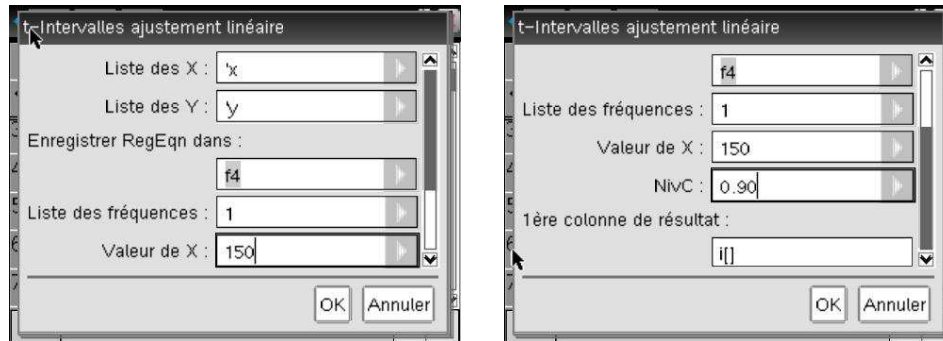 t-Intervalles ajustement linéaire
Liste des X : 'x
Liste des Y : 'y
Enregistrer RegEqn dans :
f4
Liste des fréquences : 1
Valeur de X : 150
OK Annuler
t-Intervalles ajustement linéaire
f4
Liste des fréquences : 1
Valeur de X : 150
NivC : 0.90
1ère colonne de résultat :
i[]
OK Annuler